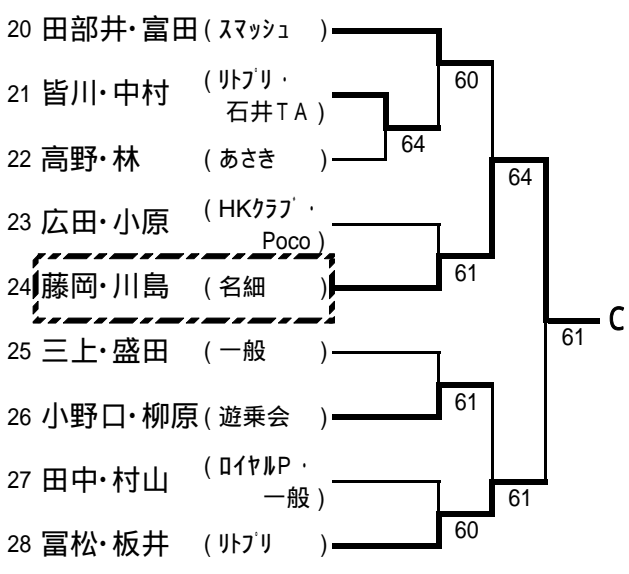 20 田部井・富田 (ｽﾏｯｼｭ )
60
21 皆川・中村 (ﾘﾄﾌﾟﾘ・
石井TA)
64
22 高野・林 (あさき )
64
23 広田・小原 (HKｸﾗﾌﾞ・
Poco)
61
24 藤岡・川島 (名細 )
C
61
25 三上・盛田 (一般 )
61
26 小野口・柳原 (遊乗会 )
27 田中・村山 (ﾛｲﾔﾙP・
一般)
61
60
28 冨松・板井 (ﾘﾄﾌﾟﾘ )